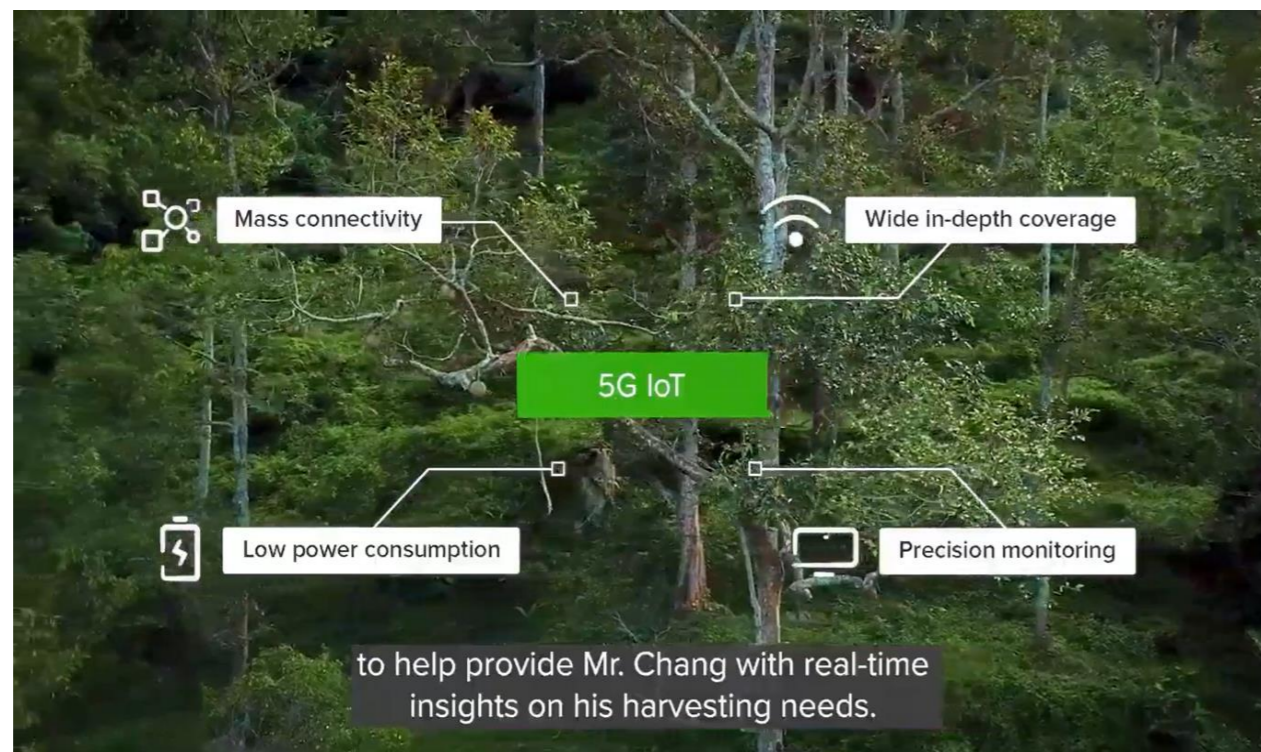 Mass connectivity
Wide in-depth coverage
5G IoT
Low power consumption
Precision monitoring
to help provide Mr. Chang with real-time
insights on his harvesting needs.